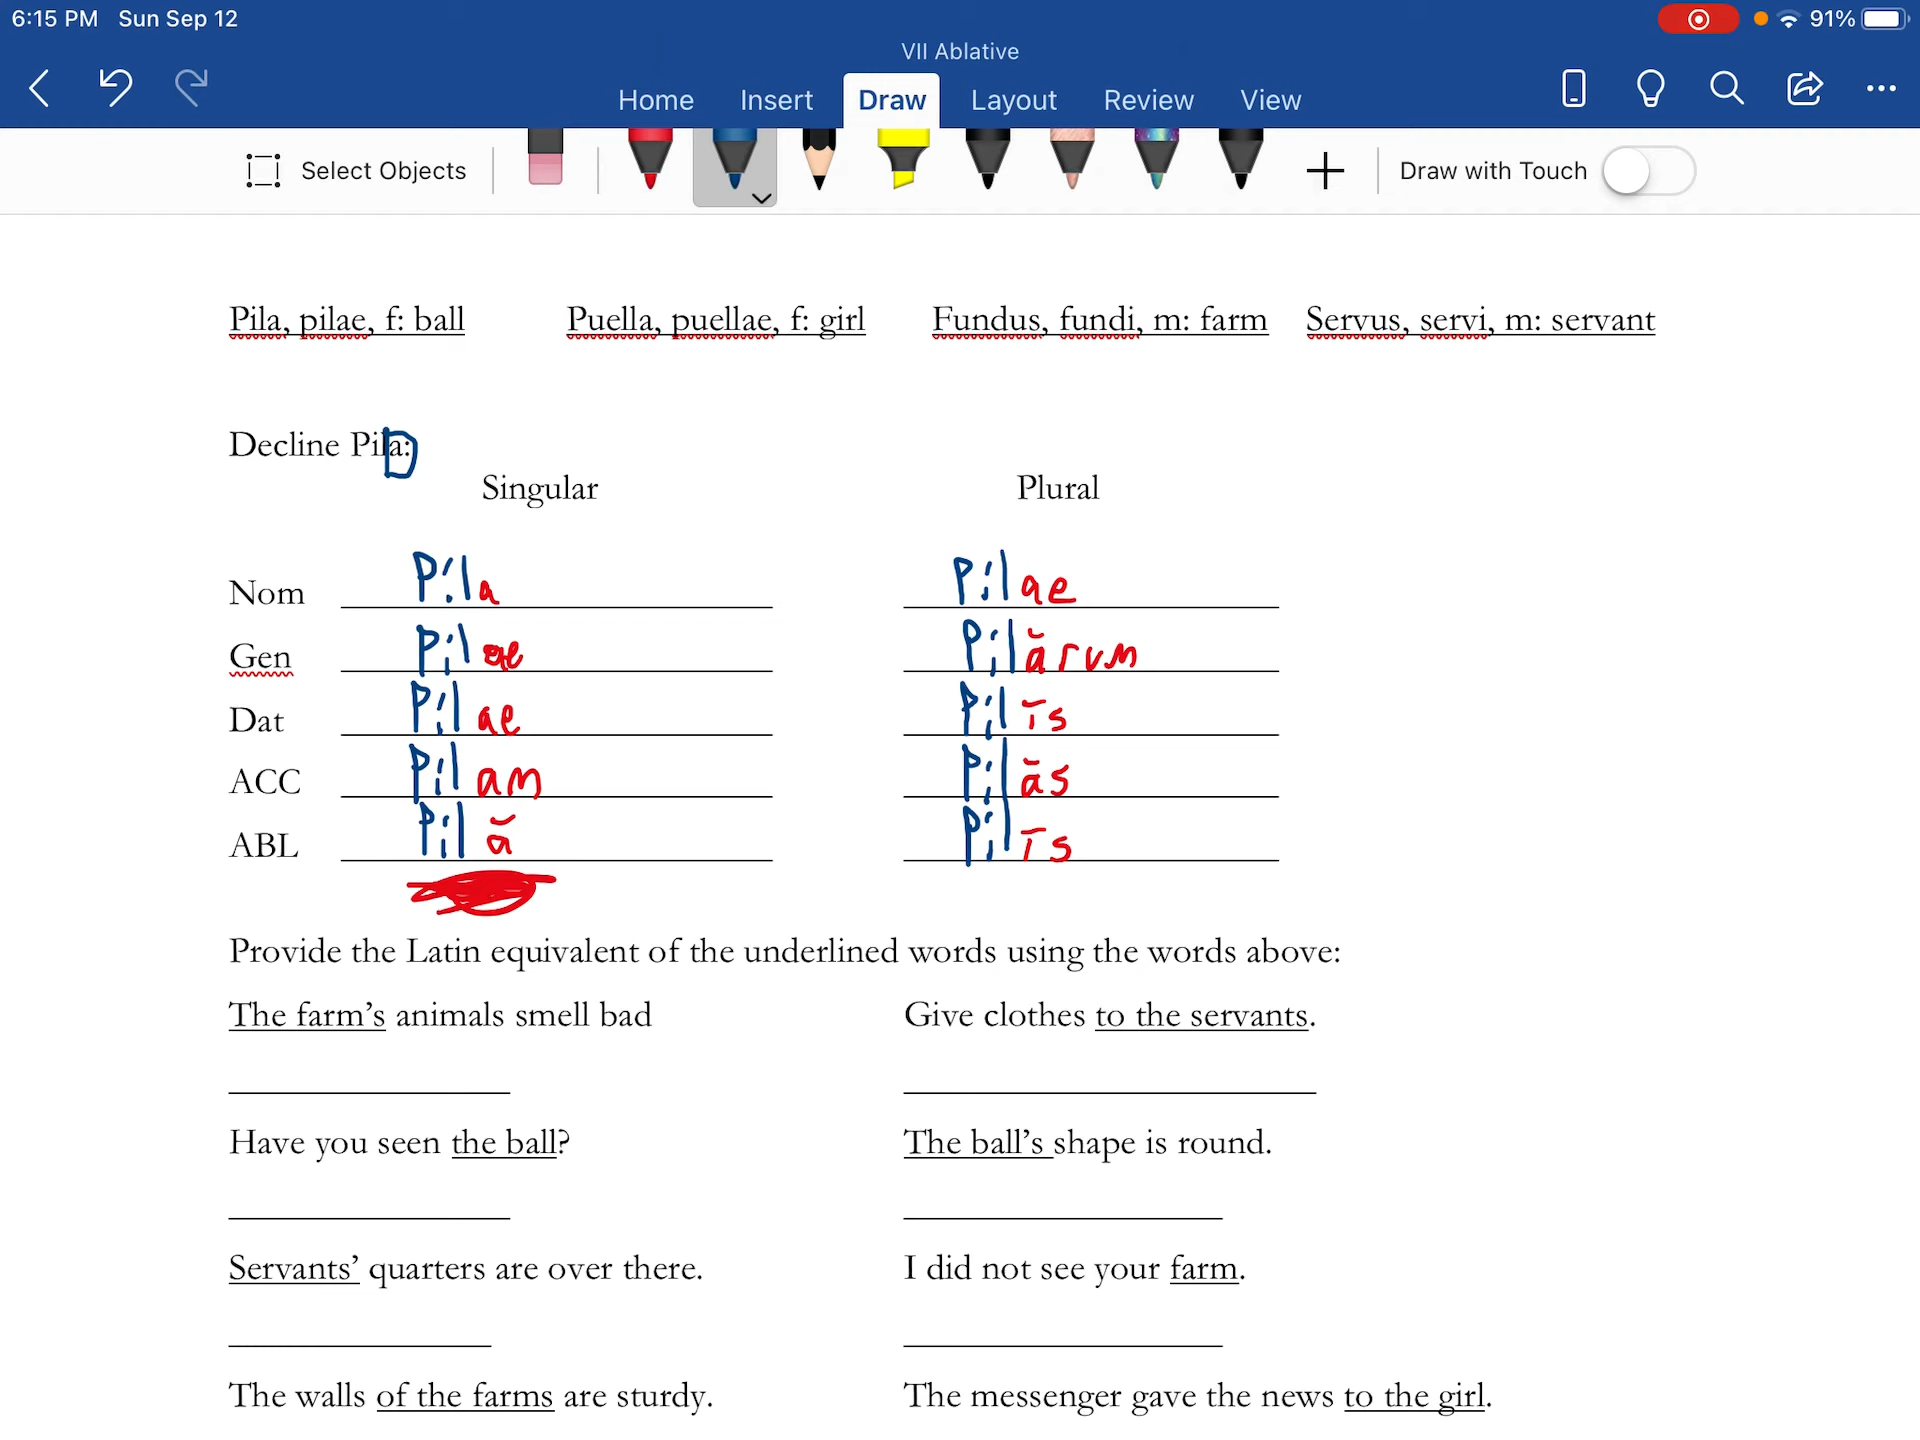 6:15 PM Sun Sep 12 91%
VII Ablative
Home Insert Draw Layout Review View
Select Objects Draw with Touch
Pila, pilae, f: ball Puella, puellae, f: girl Fundus, fundi, m: farm Servus, servi, m: servant
Decline Pila:
Singular Plural
Nom Pila Pilae
Gen Pilae Pilārum
Dat Pilae Pilīs
ACC Pilam Pilās
ABL Pilā Pilīs
Provide the Latin equivalent of the underlined words using the words above:
The farm’s animals smell bad Give clothes to the servants.
Have you seen the ball? The ball’s shape is round.
Servants’ quarters are over there. I did not see your farm.
The walls of the farms are sturdy. The messenger gave the news to the girl.